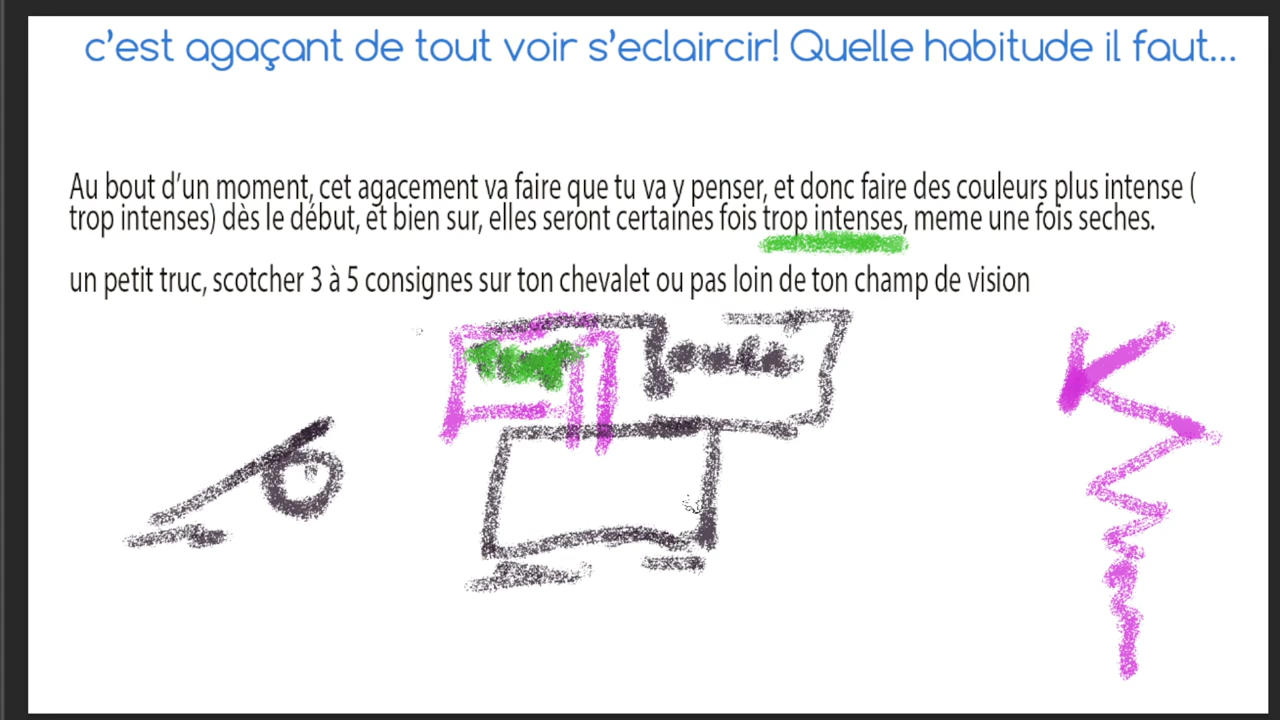 c'est agaçant de tout voir s'eclaircir! Quelle habitude il faut...
Au bout d'un moment, cet agacement va faire que tu va y penser, et donc faire des couleurs plus intense (
trop intenses) dès le début, et bien sur, elles seront certaines fois trop intenses, meme une fois seches.
un petit truc, scotcher 3 à 5 consignes sur ton chevalet ou pas loin de ton champ de vision